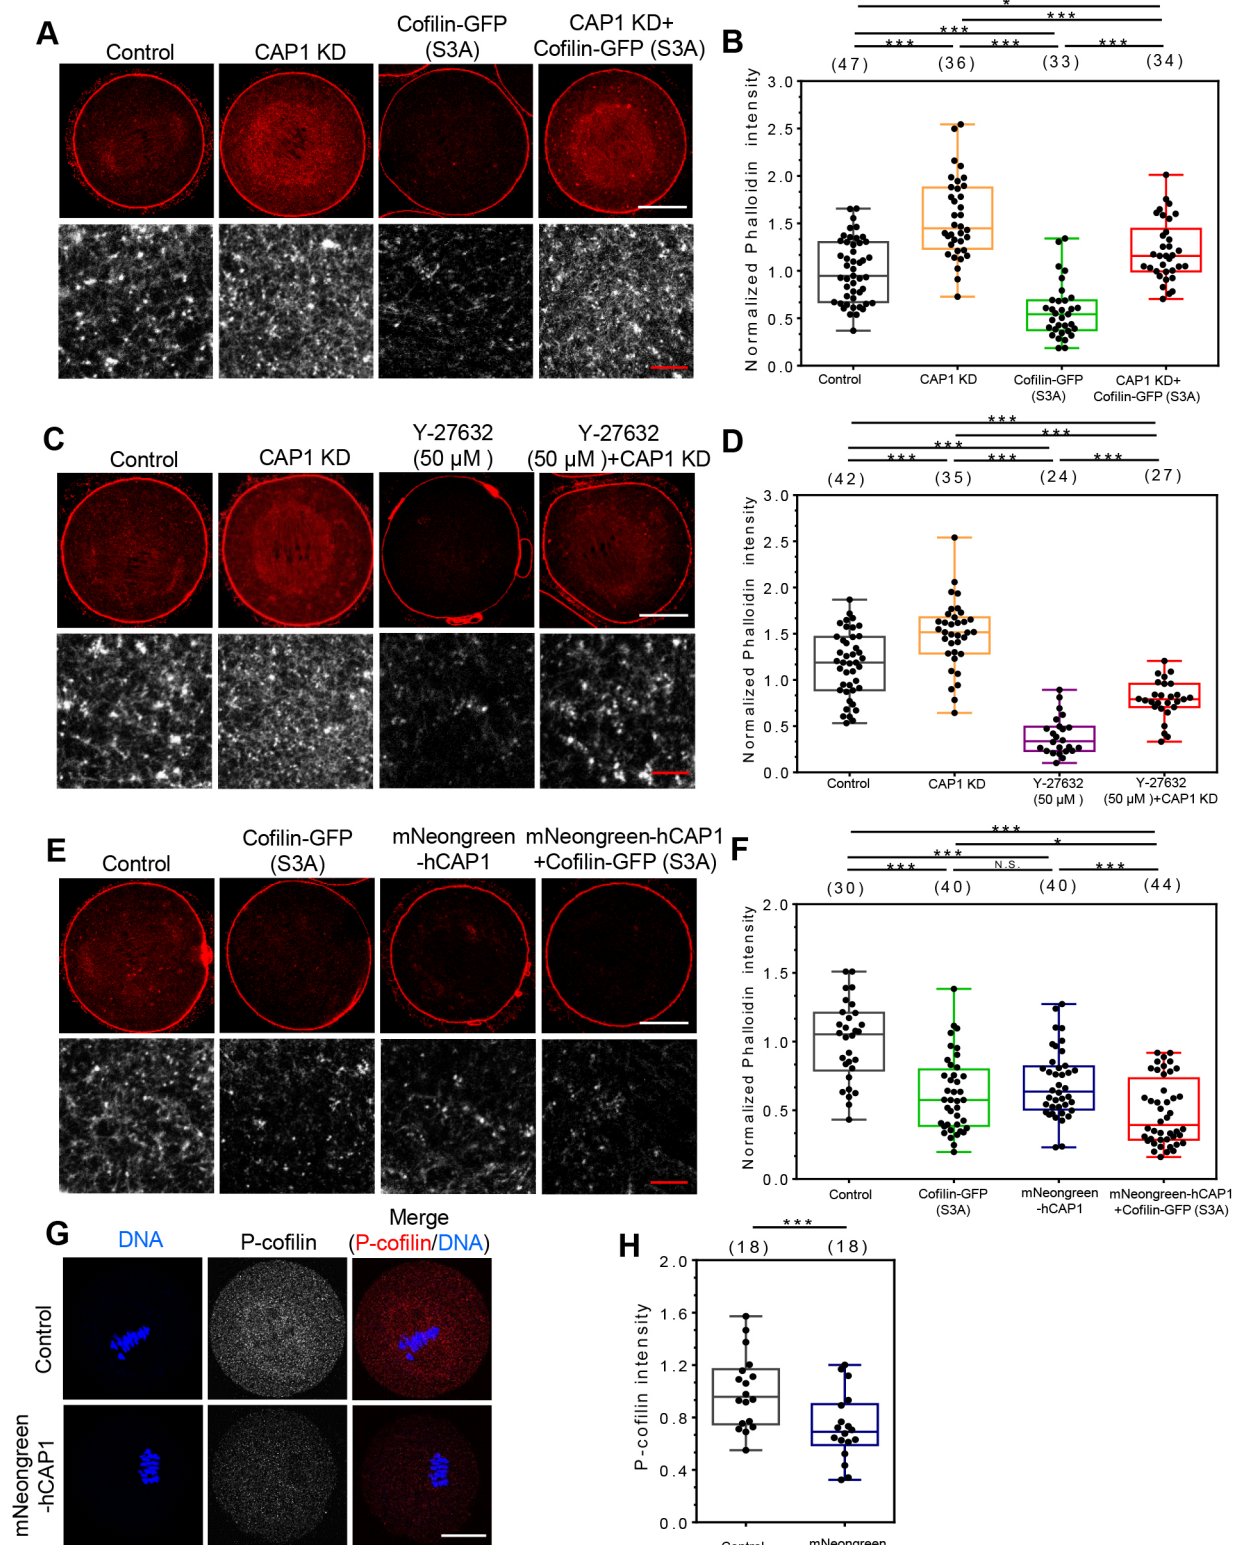 A
Control
CAP1 KD
Cofilin-GFP
(S3A)
CAP1 KD+
Cofilin-GFP (S3A)
B
*
***
***
*** *** ***
(47) (36) (33) (34)
Normalized Phalloidin intensity
3.0
2.5
2.0
1.5
1.0
0.5
0.0
Control
CAP1 KD
Cofilin-GFP
(S3A)
CAP1 KD+
Cofilin-GFP (S3A)
C
Control
CAP1 KD
Y-27632
(50 µM )
Y-27632
(50 µM )+CAP1 KD
D
***
***
***
*** *** ***
(42) (35) (24) (27)
Normalized Phalloidin intensity
3.0
2.5
2.0
1.5
1.0
0.5
0.0
Control
CAP1 KD
Y-27632
(50 µM )
Y-27632
(50 µM )+CAP1 KD
E
Control
Cofilin-GFP
(S3A)
mNeongreen
-hCAP1
mNeongreen-hCAP1
+Cofilin-GFP (S3A)
F
***
*
***
*** N.S. ***
(30) (40) (40) (44)
Normalized Phalloidin intensity
2.0
1.5
1.0
0.5
0.0
Control
Cofilin-GFP
(S3A)
mNeongreen
-hCAP1
mNeongreen-hCAP1
+Cofilin-GFP (S3A)
G
DNA
P-cofilin
Merge
(P-cofilin/DNA)
Control
mNeongreen
-hCAP1
H
***
(18) (18)
P-cofilin intensity
2.0
1.6
1.2
0.8
0.4
0.0
Control
mNeongreen